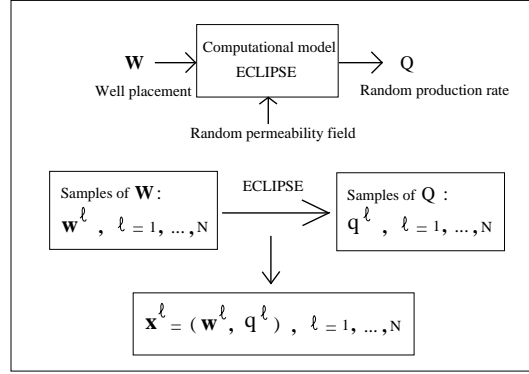 W Computational model ECLIPSE Q
Well placement Random production rate
Random permeability field
Samples of W : ECLIPSE Samples of Q :
w^ℓ , ℓ = 1, ..., N q^ℓ , ℓ = 1, ..., N
x^ℓ = ( w^ℓ, q^ℓ ) , ℓ = 1, ..., N